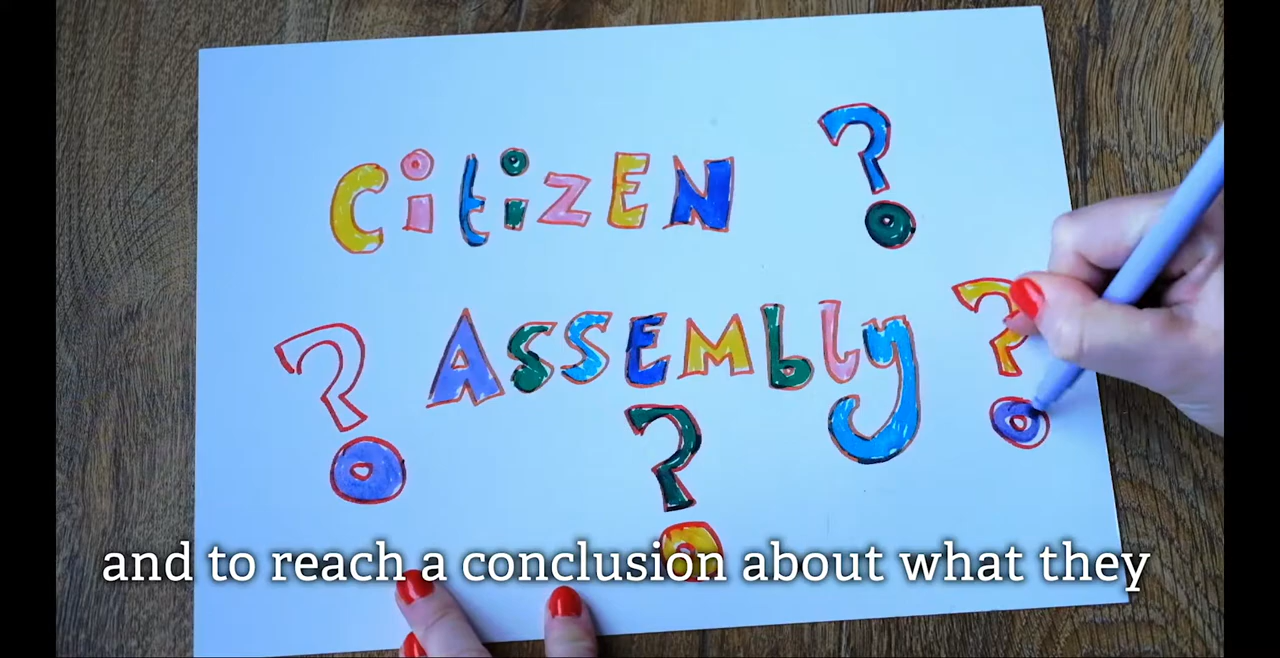 CitizEN ?
? AssEMbly ?
?
and to reach a conclusion about what they